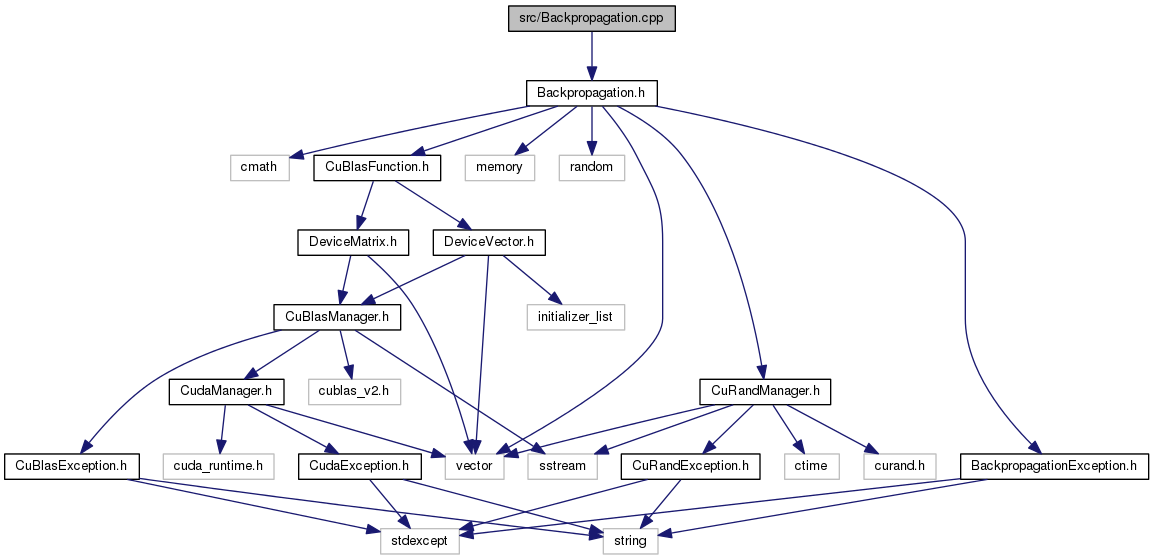 src/Backpropagation.cpp
Backpropagation.h
cmath
CuBlasFunction.h
memory
random
DeviceMatrix.h
DeviceVector.h
CuBlasManager.h
initializer_list
CudaManager.h
cublas_v2.h
CuRandManager.h
CuBlasException.h
cuda_runtime.h
CudaException.h
vector
sstream
CuRandException.h
ctime
curand.h
BackpropagationException.h
stdexcept
string